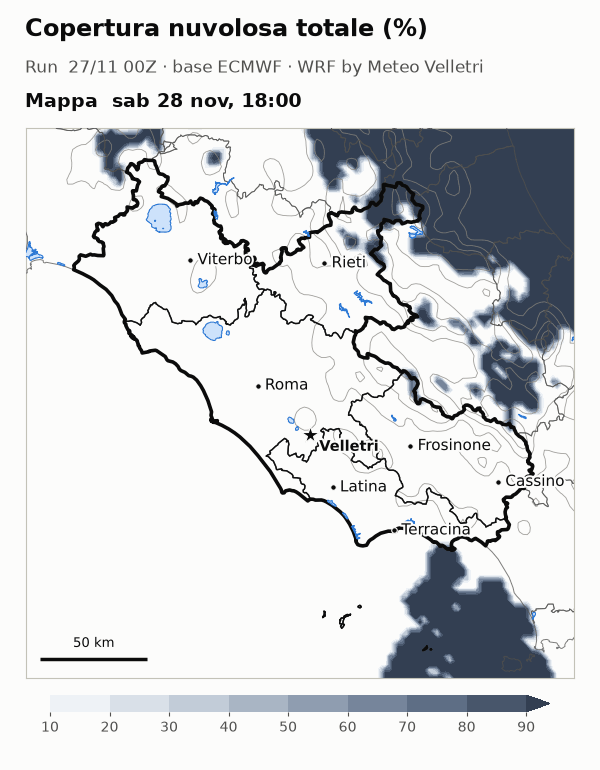 Copertura nuvolosa totale (%)
Run 27/11 00Z · base ECMWF · WRF by Meteo Velletri
Mappa sab 28 nov, 18:00
Viterbo
Rieti
Roma
Velletri
Frosinone
Latina
Cassino
Terracina
50 km
10 20 30 40 50 60 70 80 90